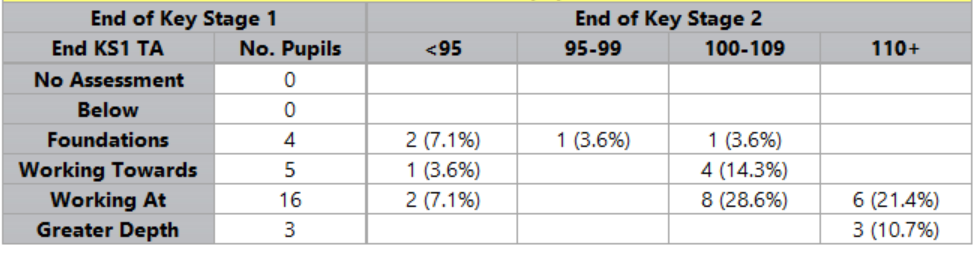 End of Key Stage 1 End of Key Stage 2
End KS1 TA No. Pupils <95 95-99 100-109 110+
No Assessment 0
Below 0
Foundations 4 2 (7.1%) 1 (3.6%) 1 (3.6%)
Working Towards 5 1 (3.6%) 4 (14.3%)
Working At 16 2 (7.1%) 8 (28.6%) 6 (21.4%)
Greater Depth 3 3 (10.7%)